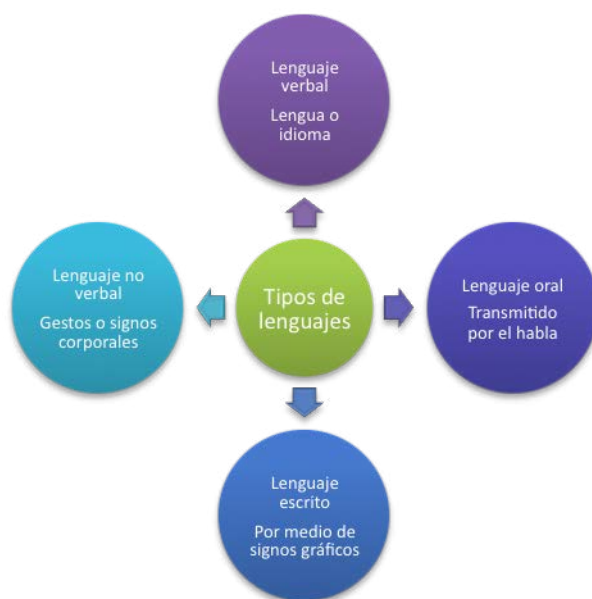 Lenguaje
verbal
Lengua o
idioma
Lenguaje no
verbal
Gestos o signos
corporales
Tipos de
lenguajes
Lenguaje oral
Transmitido
por el habla
Lenguaje
escrito
Por medio de
signos gráficos